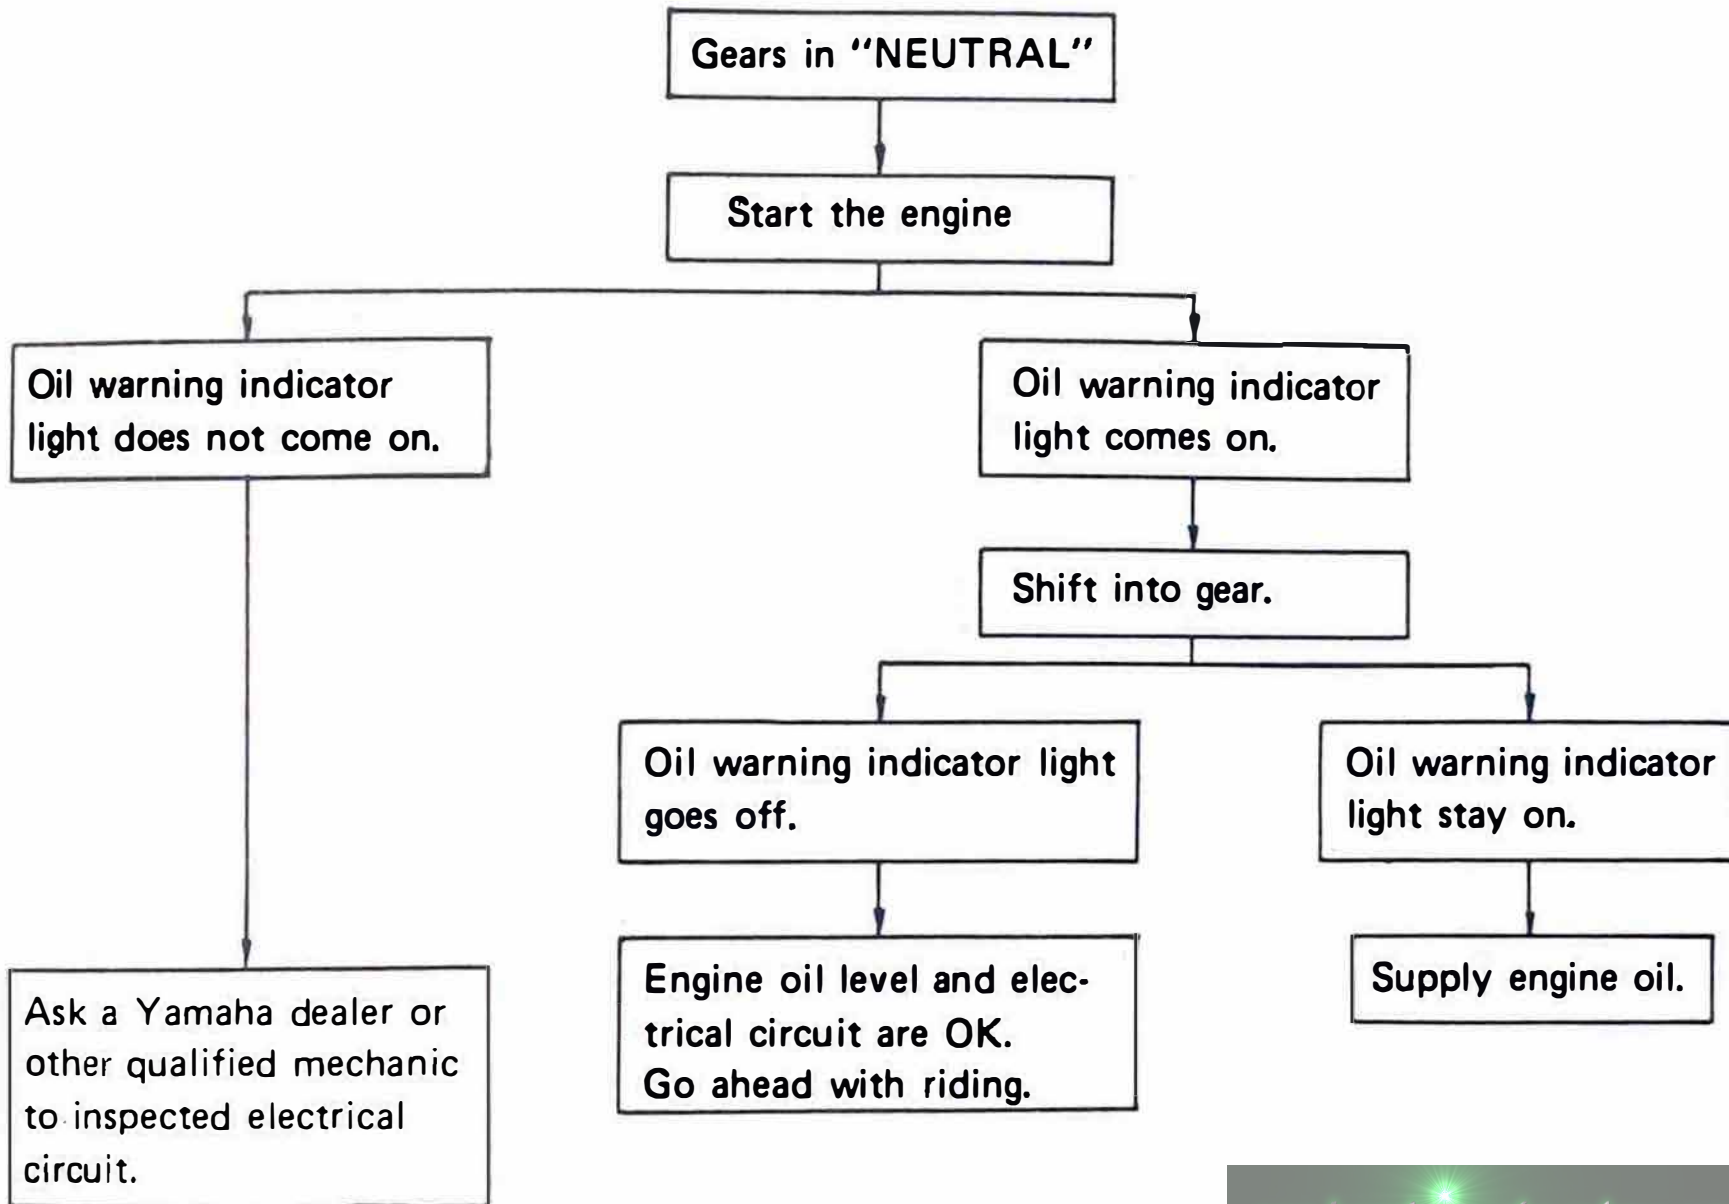 Gears in “NEUTRAL”
Start the engine
Oil warning indicator
light does not come on.
Oil warning indicator
light comes on.
Shift into gear.
Oil warning indicator light
goes off.
Oil warning indicator
light stay on.
Engine oil level and elec-
trical circuit are OK.
Go ahead with riding.
Supply engine oil.
Ask a Yamaha dealer or
other qualified mechanic
to inspected electrical
circuit.